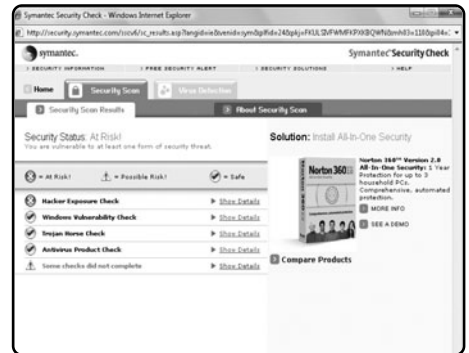 Symantec Security Check - Windows Internet Explorer
symantec.
Symantec Security Check
SECURITY INFORMATION
FREE SECURITY ALERT
SECURITY SOLUTIONS
HELP
Home
Security Scan
Virus Detection
Security Scan Results
About Security Scan
Security Status: At Risk!
You are vulnerable to at least one form of security threat.
= At Risk!
= Possible Risk!
= Safe
Hacker Exposure Check
Show Details
Windows Vulnerability Check
Show Details
Trojan Horse Check
Show Details
Antivirus Product Check
Show Details
Some checks did not complete
Show Details
Solution: Install All-In-One Security
Norton 360
Norton 360™ Version 2.0
All-In-One Security: 1 Year
Protection for up to 3
household PCs.
Comprehensive, automated
protection.
MORE INFO
SEE A DEMO
Compare Products